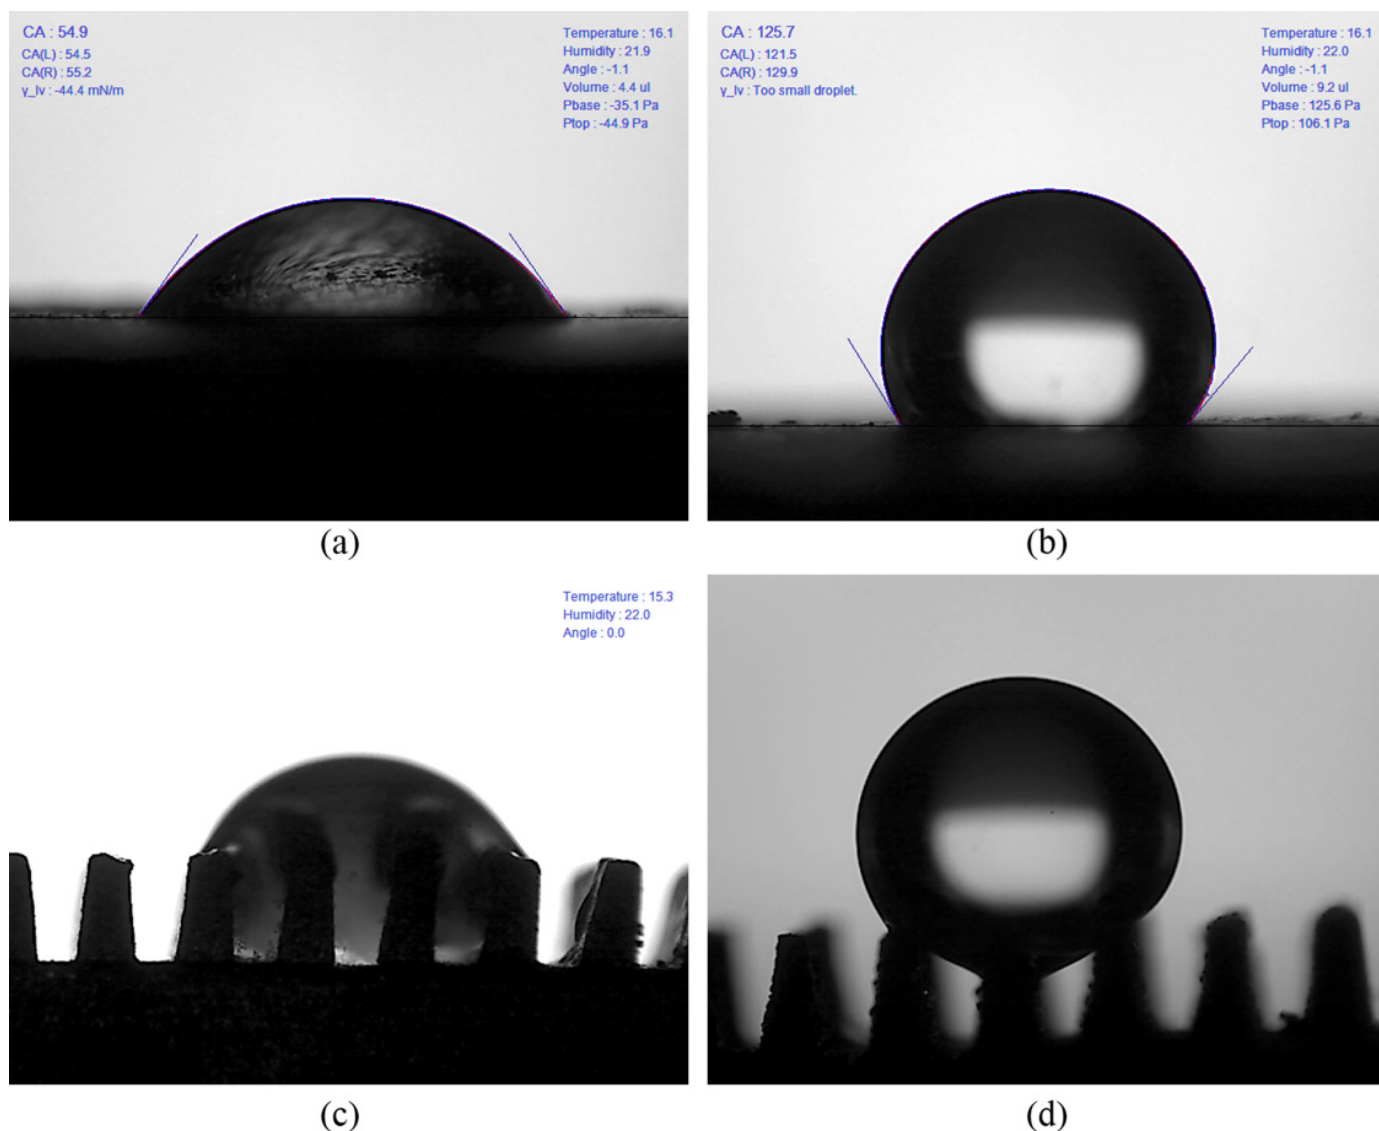 CA : 54.9
CA(L) : 54.5
CA(R) : 55.2
γ_lv : -44.4 mN/m
Temperature : 16.1
Humidity : 21.9
Angle : -1.1
Volume : 4.4 ul
Pbase : -35.1 Pa
Ptop : -44.9 Pa
(a)
CA : 125.7
CA(L) : 121.5
CA(R) : 129.9
γ_lv : Too small droplet.
Temperature : 16.1
Humidity : 22.0
Angle : -1.1
Volume : 9.2 ul
Pbase : 125.6 Pa
Ptop : 106.1 Pa
(b)
Temperature : 15.3
Humidity : 22.0
Angle : 0.0
(c)
(d)